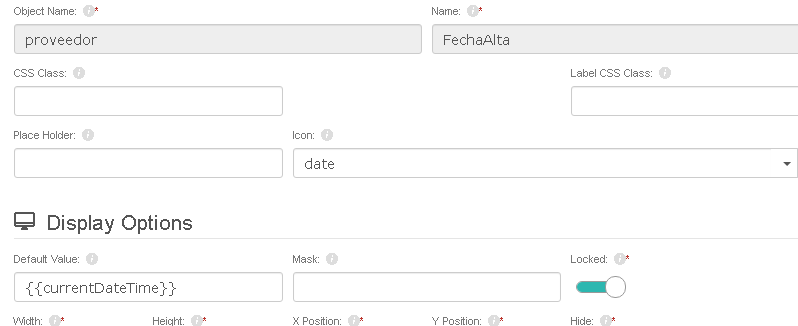 Object Name: * Name: *
proveedor FechaAlta
CSS Class: Label CSS Class:
Place Holder: Icon:
date
Display Options
Default Value: Mask: Locked: *
{{currentDateTime}}
Width: * Height: * X Position: * Y Position: * Hide: *